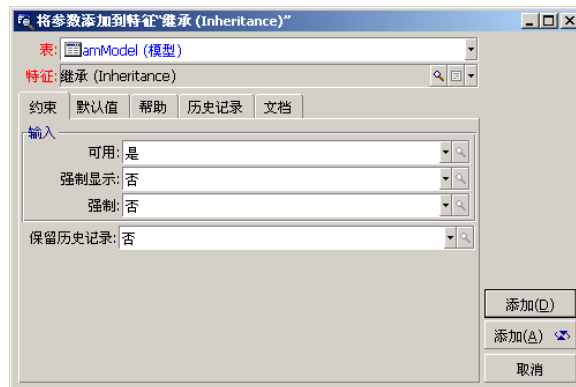 将参数添加到特征“继承 (Inheritance)”
表: amModel (模型)
特征: 继承 (Inheritance)
约束 默认值 帮助 历史记录 文档
输入
可用: 是
强制显示: 否
强制: 否
保留历史记录: 否
添加(D)
添加(A)
取消